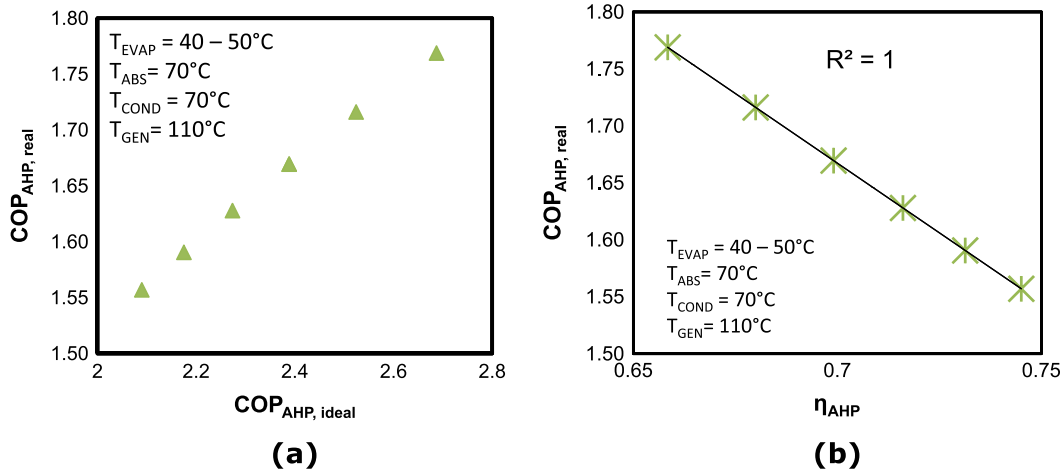 1.80
1.75
1.70
1.65
1.60
1.55
1.50
COP_AHP, real
T_EVAP = 40 – 50°C
T_ABS= 70°C
T_COND = 70°C
T_GEN= 110°C
2 2.2 2.4 2.6 2.8
COP_AHP, ideal
(a)
1.80
1.75
1.70
1.65
1.60
1.55
1.50
COP_AHP, real
R² = 1
T_EVAP = 40 – 50°C
T_ABS= 70°C
T_COND = 70°C
T_GEN= 110°C
0.65 0.7 0.75
η_AHP
(b)